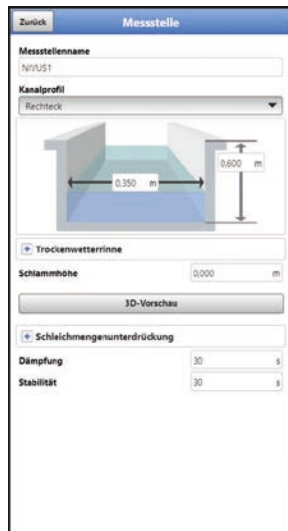 Zurück Messstelle
Messstellenname
NIVUS1
Kanalprofil
Rechteck
0,600 m
0,350 m
Trockenwetterrinne
Schlammhöhe 0,000 m
3D-Vorschau
Schleichmengenunterdrückung
Dämpfung 30 s
Stabilität 30 s